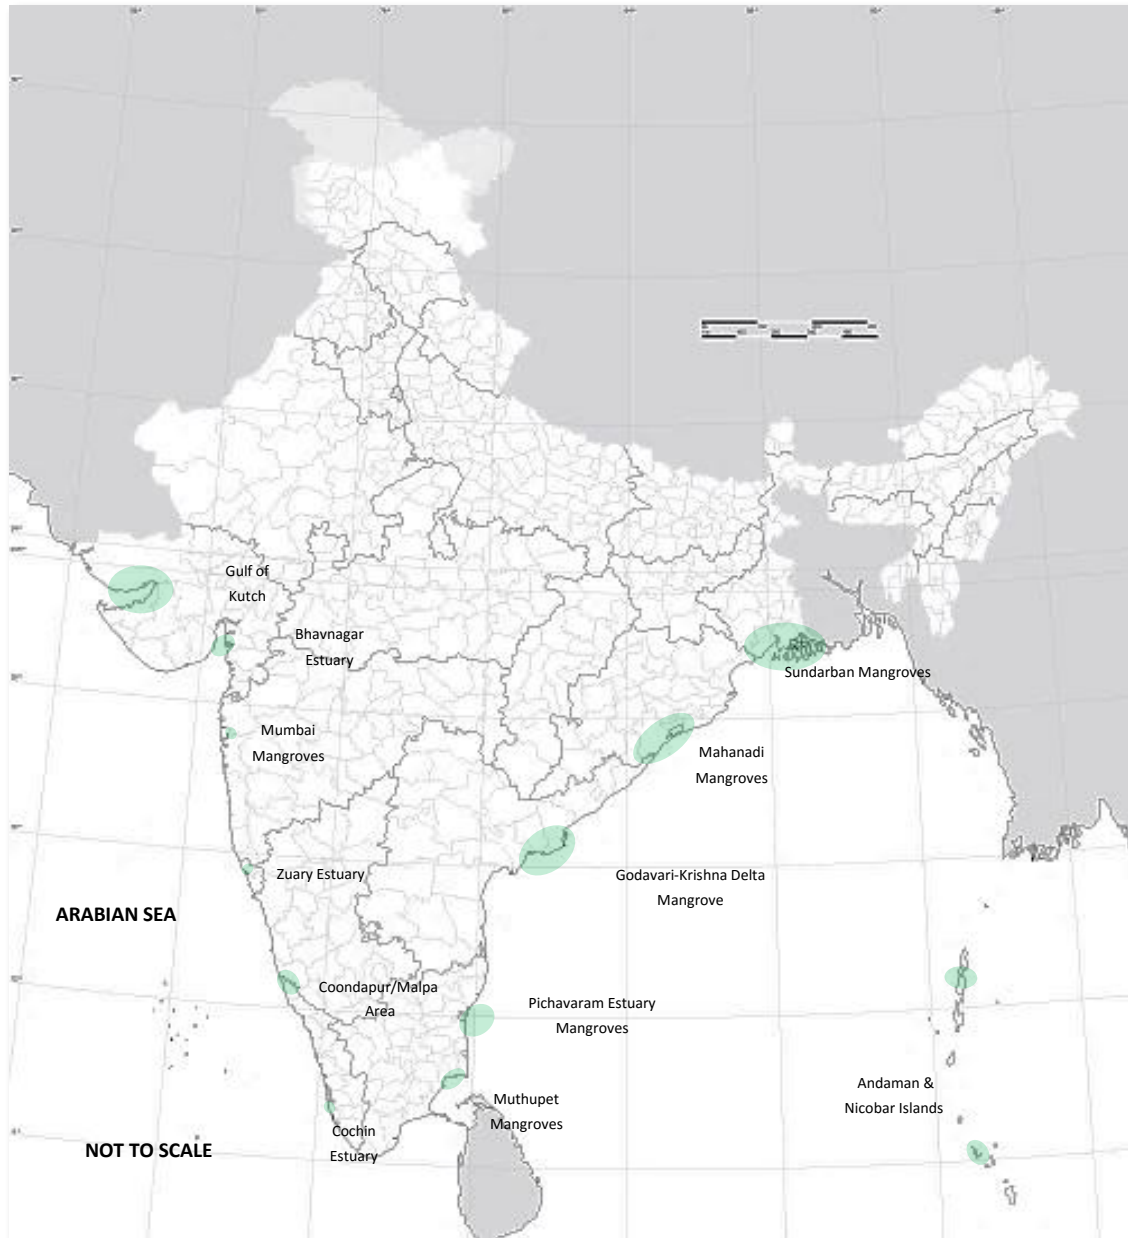 Gulf of
Kutch
Bhavnagar
Estuary
Sundarban Mangroves
Mumbai
Mangroves
Mahanadi
Mangroves
Zuary Estuary
Godavari-Krishna Delta
Mangrove
ARABIAN SEA
Coondapur/Malpa
Area
Pichavaram Estuary
Mangroves
Andaman &
Nicobar Islands
Muthupet
Mangroves
Cochin
Estuary
NOT TO SCALE